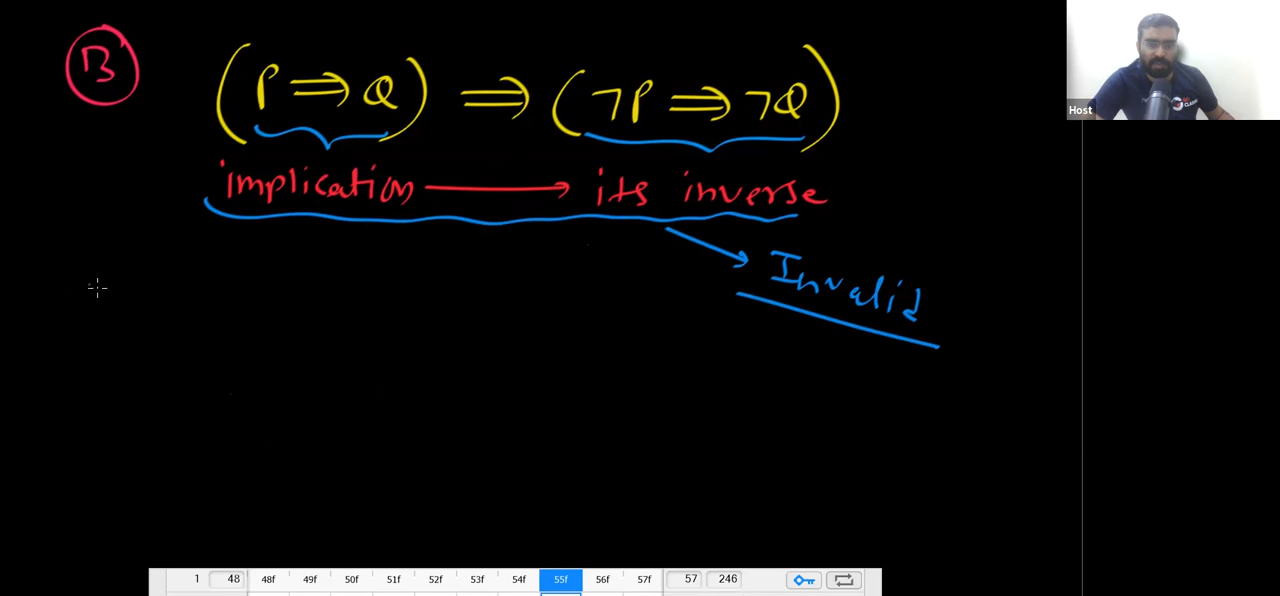 B
(P ⟹ Q) ⟹ (¬P ⟹ ¬Q)
implication ⟶ its inverse
Invalid
Host
1 48 48f 49f 50f 51f 52f 53f 54f 55f 56f 57f 57 246